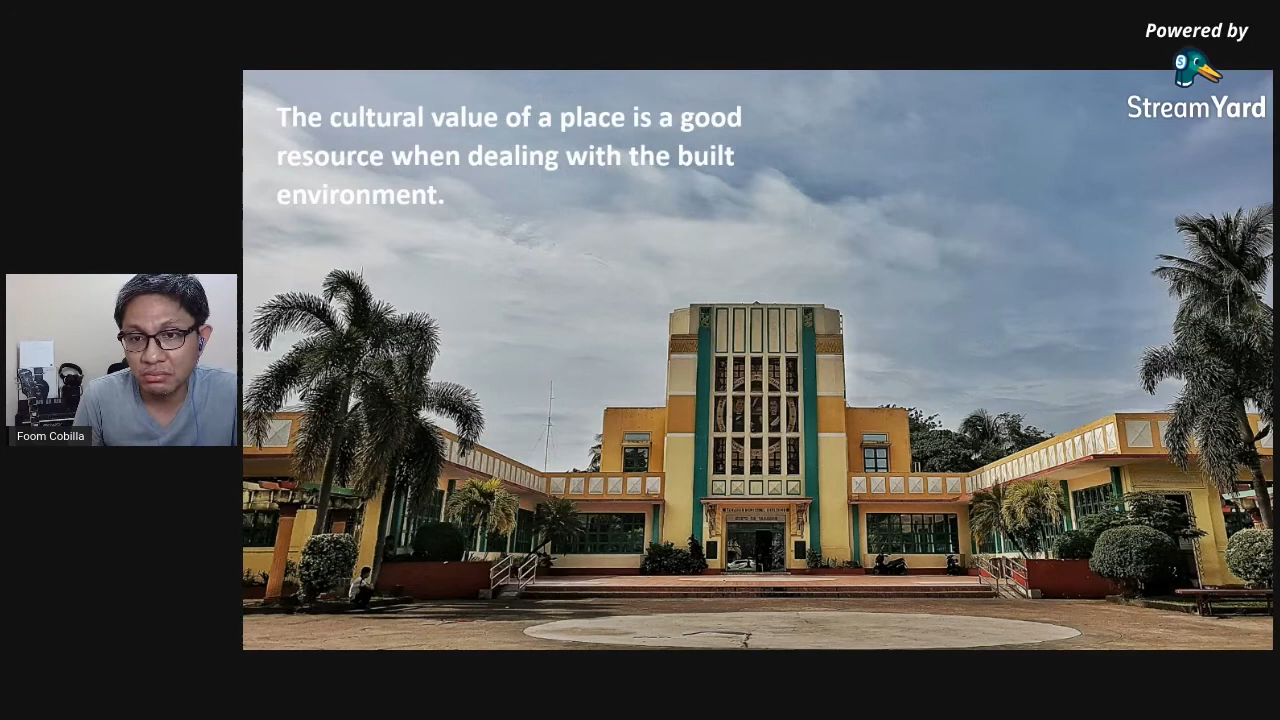 Powered by
StreamYard
The cultural value of a place is a good
resource when dealing with the built
environment.
Foom Cobilla